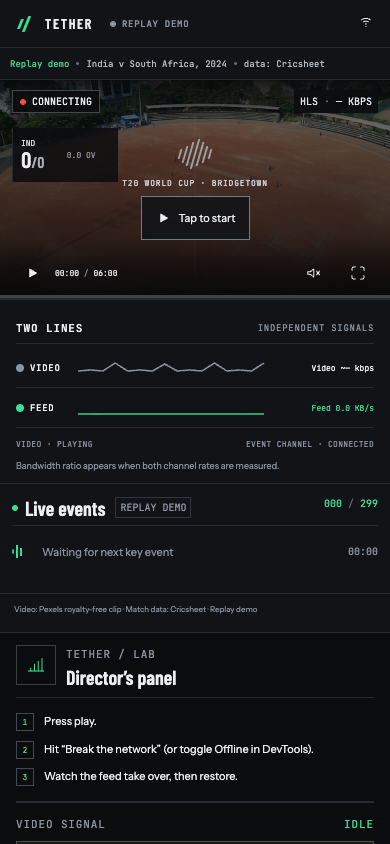 TETHER
REPLAY DEMO
Replay demo • India v South Africa, 2024 • data: Cricsheet
CONNECTING
HLS · — KBPS
IND
0/0
0.0 OV
T20 WORLD CUP · BRIDGETOWN
Tap to start
00:00 / 06:00
TWO LINES
INDEPENDENT SIGNALS
VIDEO
Video —— kbps
FEED
Feed 0.0 KB/s
VIDEO · PLAYING
EVENT CHANNEL · CONNECTED
Bandwidth ratio appears when both channel rates are measured.
Live events
REPLAY DEMO
000 / 299
Waiting for next key event
00:00
Video: Pexels royalty-free clip · Match data: Cricsheet · Replay demo
TETHER / LAB
Director’s panel
1 Press play.
2 Hit “Break the network” (or toggle Offline in DevTools).
3 Watch the feed take over, then restore.
VIDEO SIGNAL
IDLE